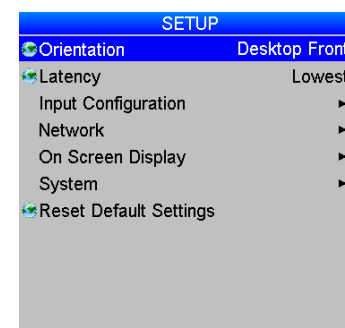 SETUP
Orientation Desktop Front
Latency Lowest
Input Configuration
Network
On Screen Display
System
Reset Default Settings